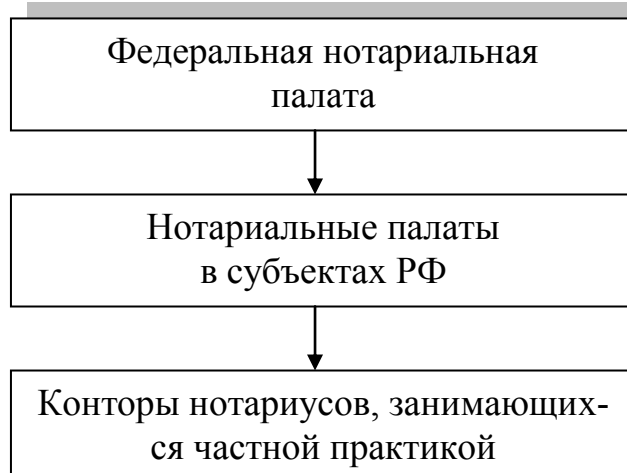 Федеральная нотариальная
палата
Нотариальные палаты
в субъектах РФ
Конторы нотариусов, занимающих-
ся частной практикой